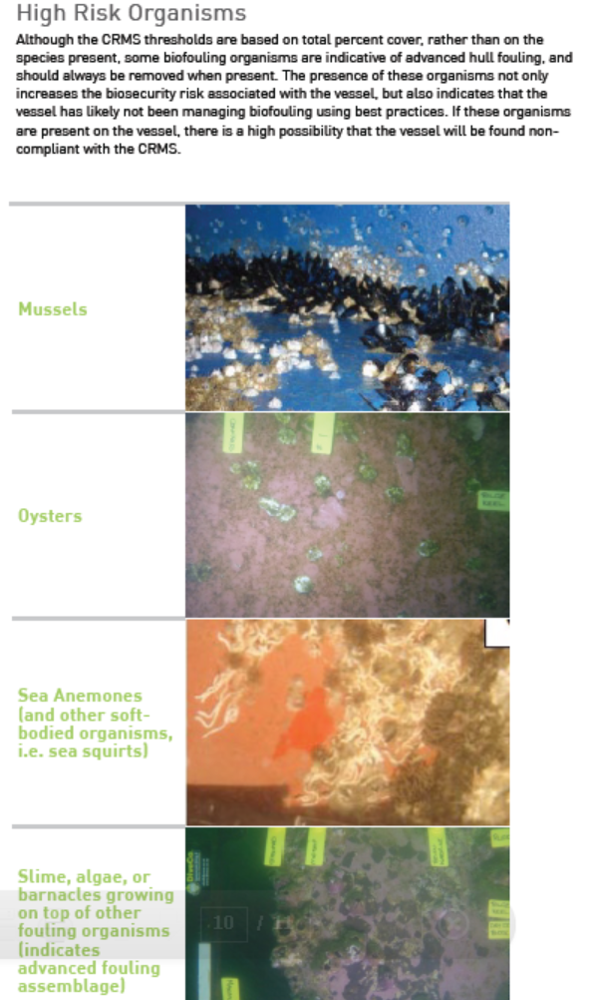 High Risk Organisms
Although the CRMS thresholds are based on total percent cover, rather than on the
species present, some biofouling organisms are indicative of advanced hull fouling, and
should always be removed when present. The presence of these organisms not only
increases the biosecurity risk associated with the vessel, but also indicates that the
vessel has likely not been managing biofouling using best practices. If these organisms
are present on the vessel, there is a high possibility that the vessel will be found non-
compliant with the CRMS.
Mussels
Oysters
BILGE
KEEL
Sea Anemones
(and other soft-
bodied organisms,
i.e. sea squirts)
DiveCo
Slime, algae, or
barnacles growing
on top of other
fouling organisms
(indicates
advanced fouling
assemblage)
10 / 11